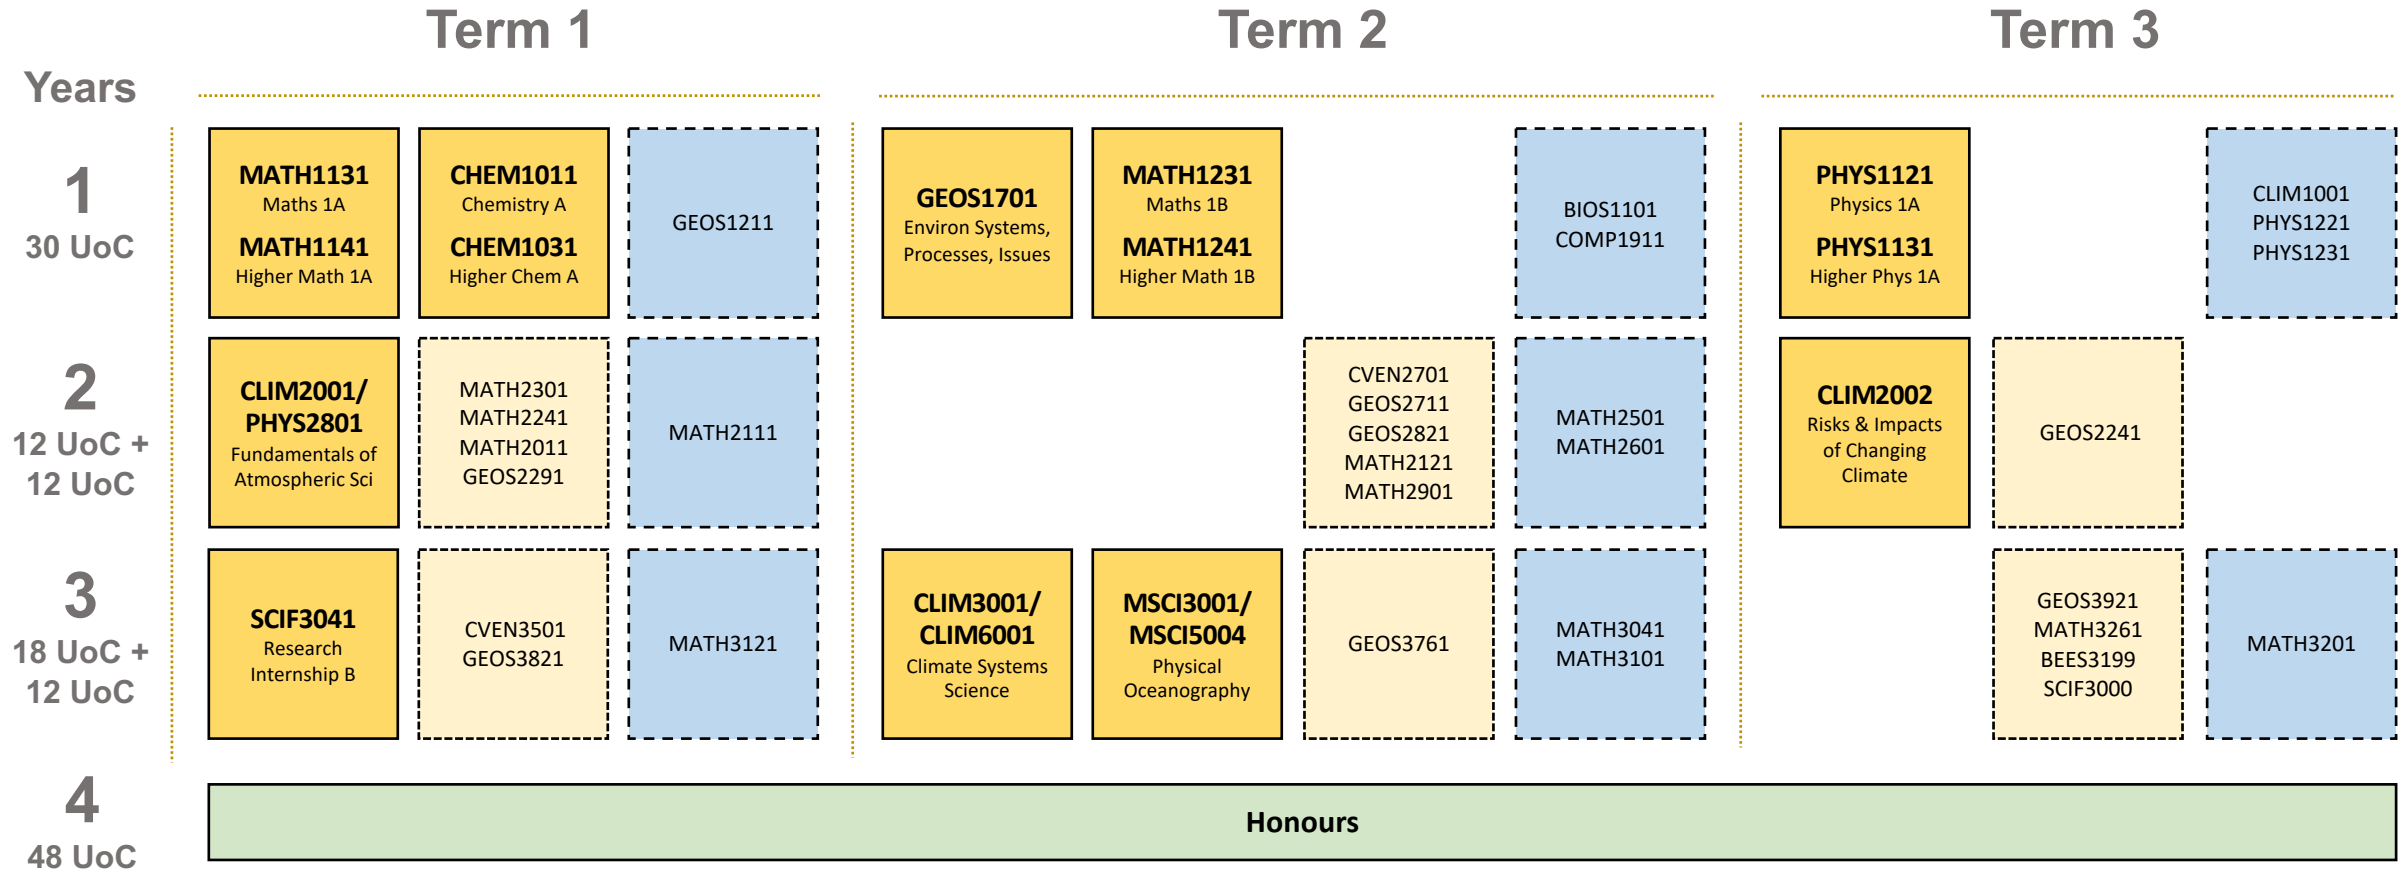 Term 1
Term 2
Term 3
Years
1
30 UoC
MATH1131
Maths 1A
MATH1141
Higher Math 1A
CHEM1011
Chemistry A
CHEM1031
Higher Chem A
GEOS1211
GEOS1701
Environ Systems,
Processes, Issues
MATH1231
Maths 1B
MATH1241
Higher Math 1B
BIOS1101
COMP1911
PHYS1121
Physics 1A
PHYS1131
Higher Phys 1A
CLIM1001
PHYS1221
PHYS1231
2
12 UoC +
12 UoC
CLIM2001/
PHYS2801
Fundamentals of
Atmospheric Sci
MATH2301
MATH2241
MATH2011
GEOS2291
MATH2111
CVEN2701
GEOS2711
GEOS2821
MATH2121
MATH2901
MATH2501
MATH2601
CLIM2002
Risks & Impacts
of Changing
Climate
GEOS2241
3
18 UoC +
12 UoC
SCIF3041
Research
Internship B
CVEN3501
GEOS3821
MATH3121
CLIM3001/
CLIM6001
Climate Systems
Science
MSCI3001/
MSCI5004
Physical
Oceanography
GEOS3761
MATH3041
MATH3101
GEOS3921
MATH3261
BEES3199
SCIF3000
MATH3201
4
48 UoC
Honours